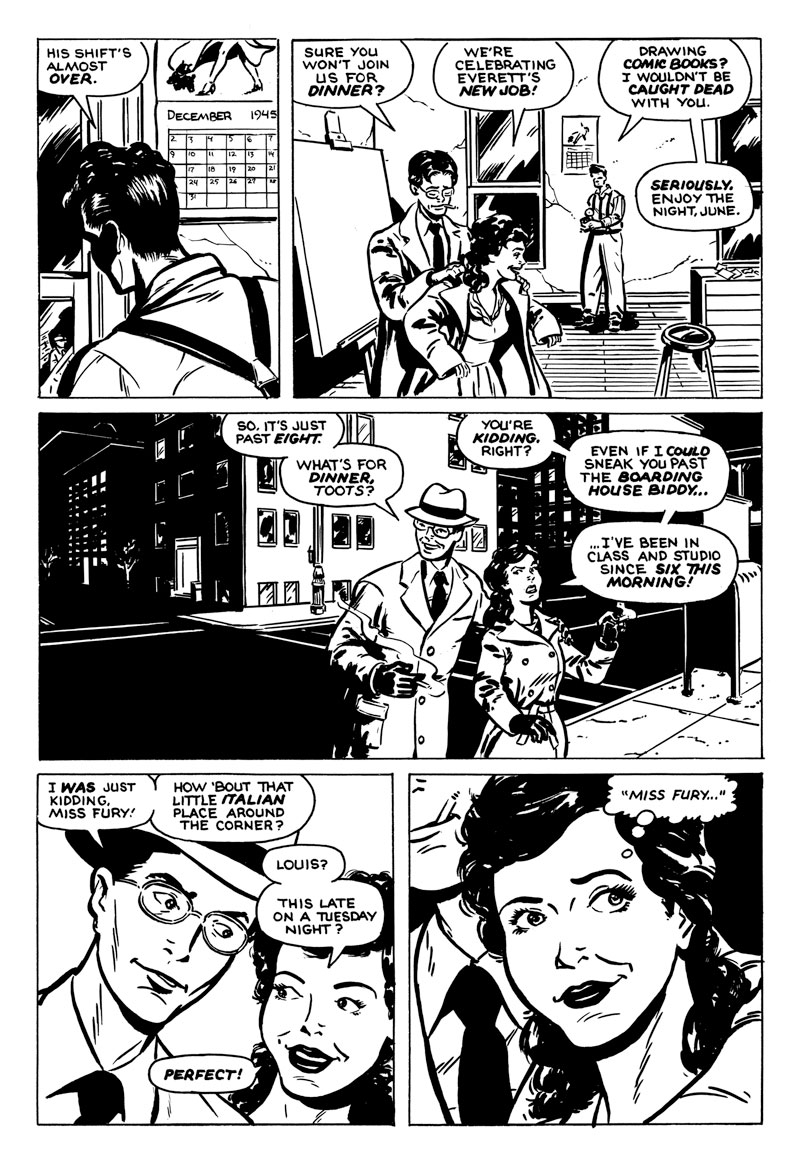 HIS SHIFT'S
ALMOST
OVER.
DECEMBER 1945
2 3 4 5 6 7
9 10 11 12 13 14
17 18 19 20 21
24 25 26 27
31
SURE YOU
WON'T JOIN
US FOR
DINNER?
WE'RE
CELEBRATING
EVERETT'S
NEW JOB!
DRAWING
COMIC BOOKS?
I WOULDN'T BE
CAUGHT DEAD
WITH YOU.
SERIOUSLY,
ENJOY THE
NIGHT, JUNE.
SO, IT'S JUST
PAST EIGHT.
WHAT'S FOR
DINNER,
TOOTS?
YOU'RE
KIDDING.
RIGHT?
EVEN IF I COULD
SNEAK YOU PAST
THE BOARDING
HOUSE BIDDY...
...I'VE BEEN IN
CLASS AND STUDIO
SINCE SIX THIS
MORNING!
I WAS JUST
KIDDING,
MISS FURY!
HOW 'BOUT THAT
LITTLE ITALIAN
PLACE AROUND
THE CORNER?
LOUIS?
THIS LATE
ON A TUESDAY
NIGHT?
PERFECT!
"MISS FURY..."